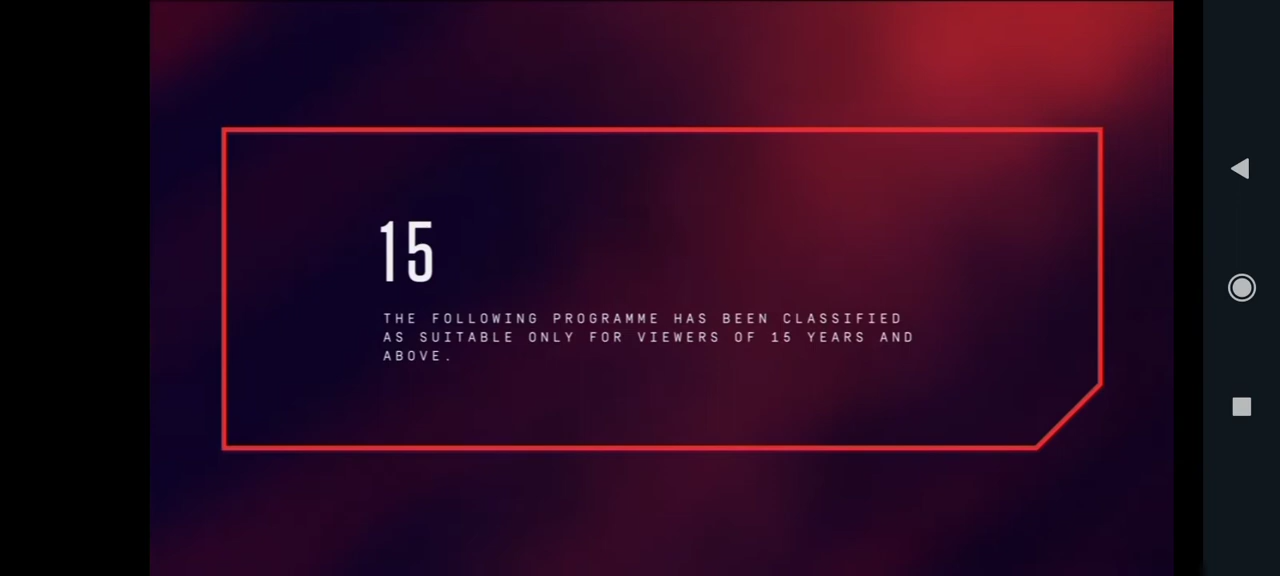 15
THE FOLLOWING PROGRAMME HAS BEEN CLASSIFIED
AS SUITABLE ONLY FOR VIEWERS OF 15 YEARS AND
ABOVE.